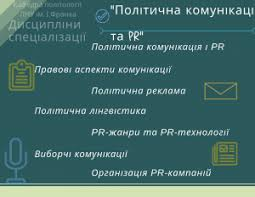 Кафедра політології
ЛНУ ім. І.Франка
Дисципліни
спеціалізації
"Політична комунікаці
та PR"
Політична комунікація і PR
Правові аспекти комунікації
Політична реклама
Політична лінгвістика
PR-жанри та PR-технології
Виборчі комунікації
Організація PR-кампаній